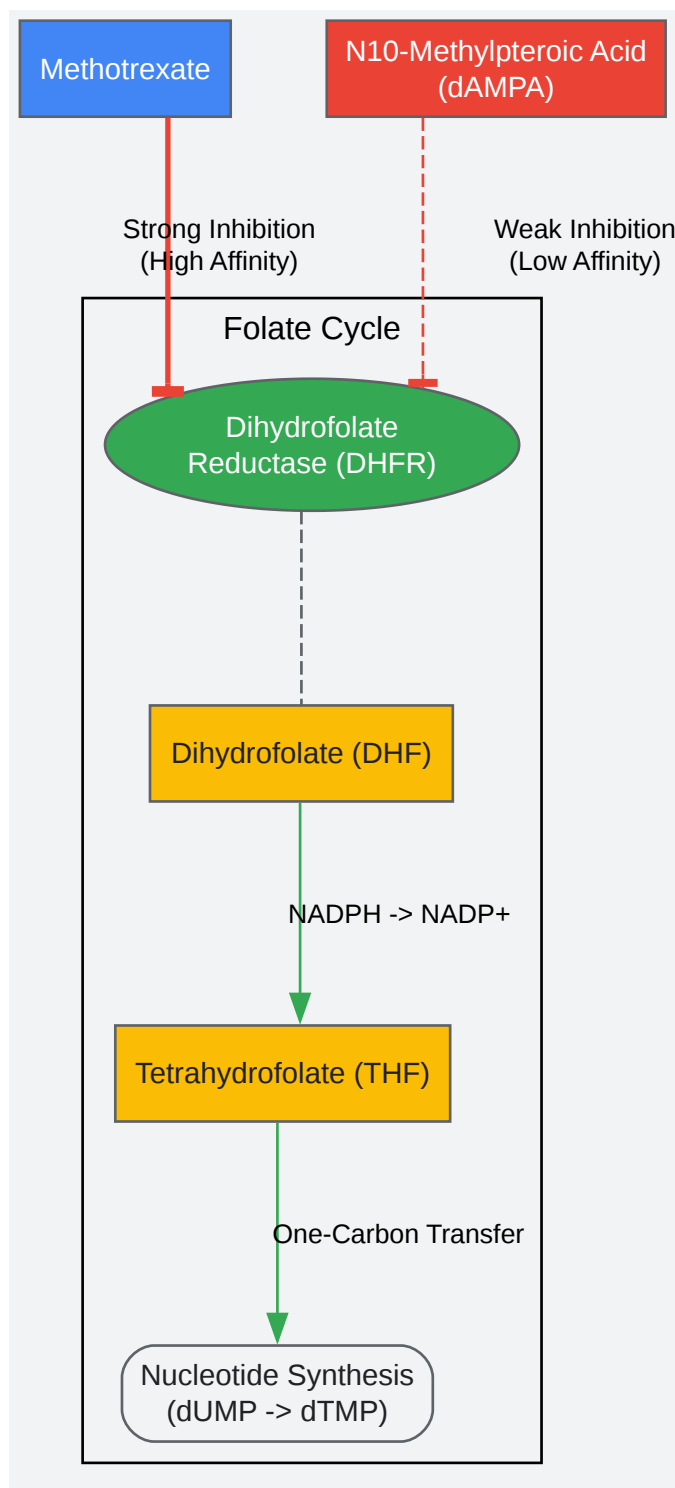 Methotrexate
N10-Methylpteroic Acid
(dAMPA)
Strong Inhibition
(High Affinity)
Weak Inhibition
(Low Affinity)
Folate Cycle
Dihydrofolate
Reductase (DHFR)
Dihydrofolate (DHF)
NADPH -> NADP+
Tetrahydrofolate (THF)
One-Carbon Transfer
Nucleotide Synthesis
(dUMP -> dTMP)